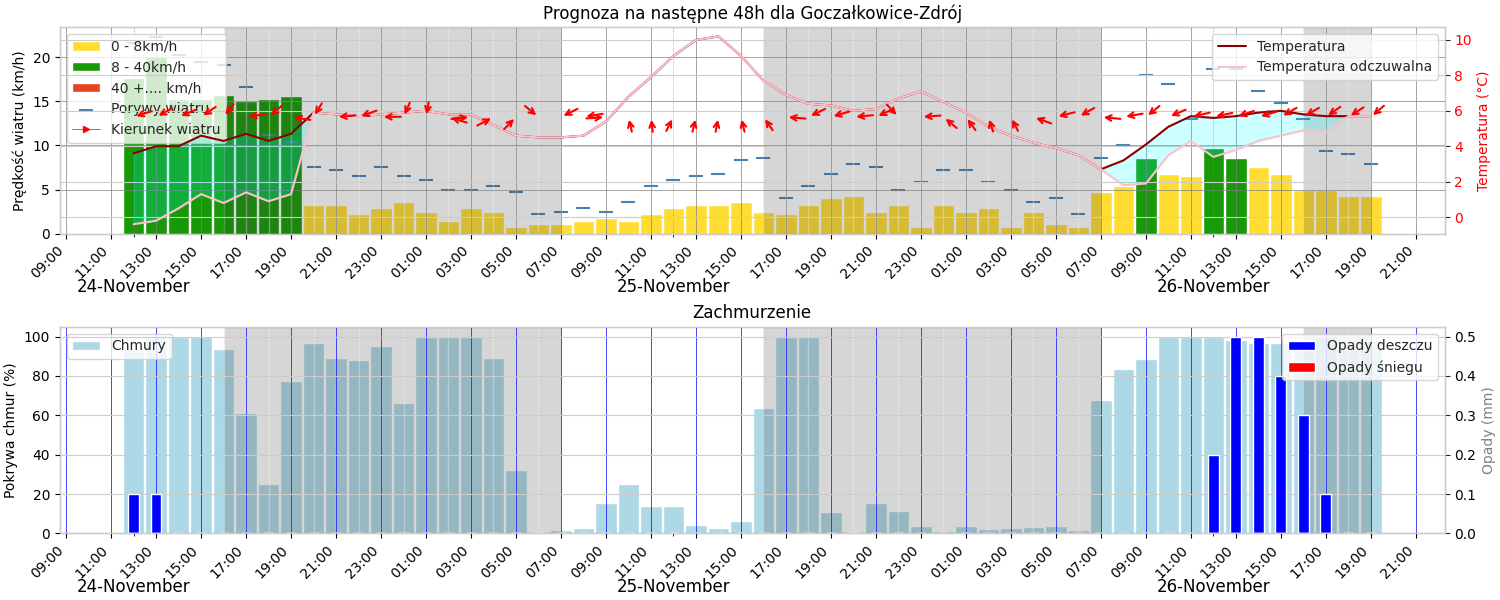 Prognoza na następne 48h dla Goczałkowice-Zdrój
0 - 8km/h
8 - 40km/h
40 +.... km/h
Porywy wiatru
Kierunek wiatru
Temperatura
Temperatura odczuwalna
Prędkość wiatru (km/h)
20
15
10
5
0
Temperatura (°C)
10
8
6
4
2
0
09:00 11:00 13:00 15:00 17:00 19:00 21:00 23:00 01:00 03:00 05:00 07:00 09:00 11:00 13:00 15:00 17:00 19:00 21:00 23:00 01:00 03:00 05:00 07:00 09:00 11:00 13:00 15:00 17:00 19:00 21:00
24-November 25-November 26-November
Zachmurzenie
Chmury
Opady deszczu
Opady śniegu
Pokrywa chmur (%)
100
80
60
40
20
0
Opady (mm)
0.5
0.4
0.3
0.2
0.1
0.0
09:00 11:00 13:00 15:00 17:00 19:00 21:00 23:00 01:00 03:00 05:00 07:00 09:00 11:00 13:00 15:00 17:00 19:00 21:00 23:00 01:00 03:00 05:00 07:00 09:00 11:00 13:00 15:00 17:00 19:00 21:00
24-November 25-November 26-November